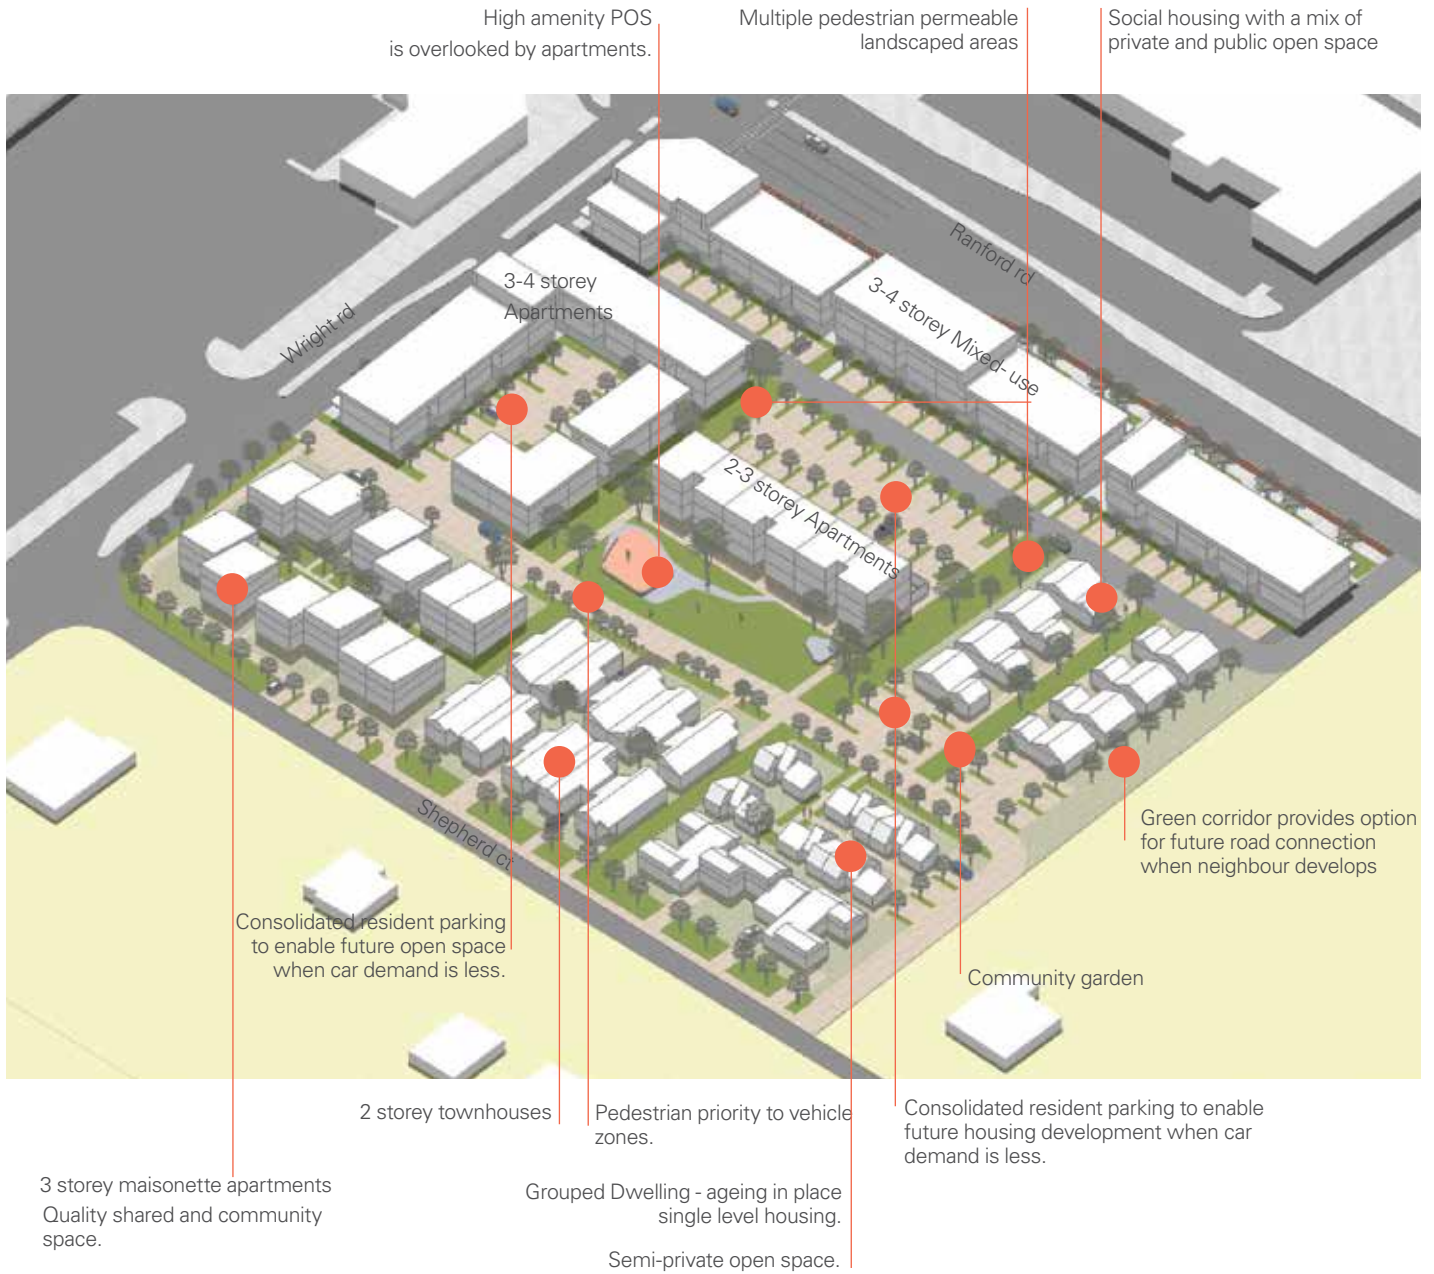 High amenity POS
is overlooked by apartments.
Multiple pedestrian permeable
landscaped areas
Social housing with a mix of
private and public open space
Ranford rd
Wright rd
3-4 storey
Apartments
3-4 storey Mixed- use
2-3 storey Apartments
Shepherd ct
Green corridor provides option
for future road connection
when neighbour develops
Consolidated resident parking
to enable future open space
when car demand is less.
Community garden
2 storey townhouses
Pedestrian priority to vehicle
zones.
Consolidated resident parking to enable
future housing development when car
demand is less.
3 storey maisonette apartments
Quality shared and community
space.
Grouped Dwelling - ageing in place
single level housing.
Semi-private open space.